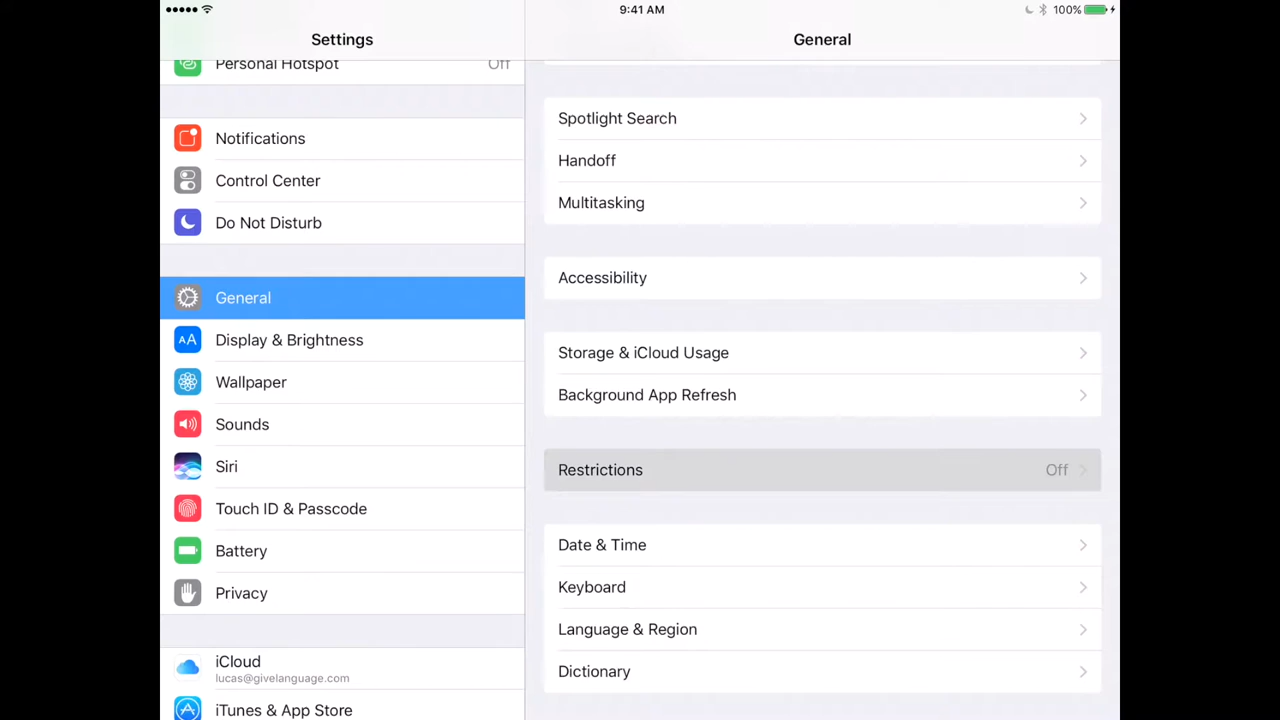 9:41 AM
100%
Settings
General
Personal Hotspot Off
Notifications
Control Center
Do Not Disturb
General
Display & Brightness
AA
Wallpaper
Sounds
Siri
Touch ID & Passcode
Battery
Privacy
iCloud
lucas@givelanguage.com
iTunes & App Store
Spotlight Search
Handoff
Multitasking
Accessibility
Storage & iCloud Usage
Background App Refresh
Restrictions Off
Date & Time
Keyboard
Language & Region
Dictionary